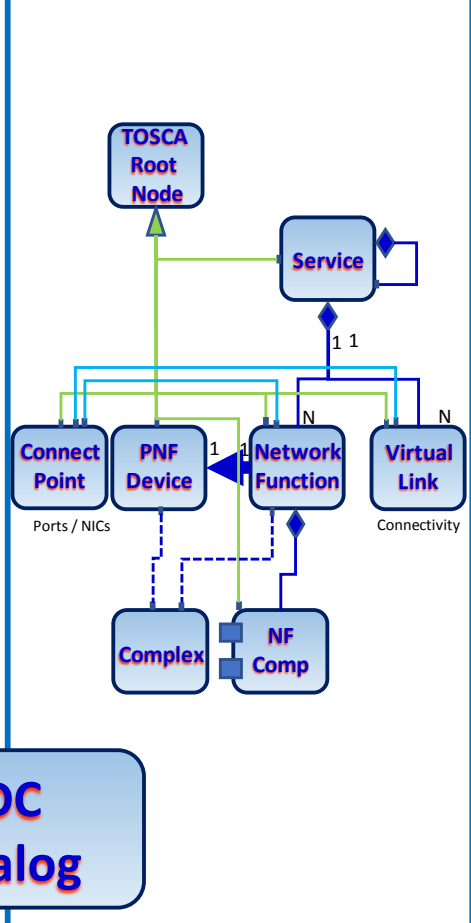 TOSCA
Root
Node
Service
1 1
N
N
Connect
Point
PNF
Device
1
1
Network
Function
Virtual
Link
Ports / NICs
Connectivity
Complex
NF
Comp
DC
alog